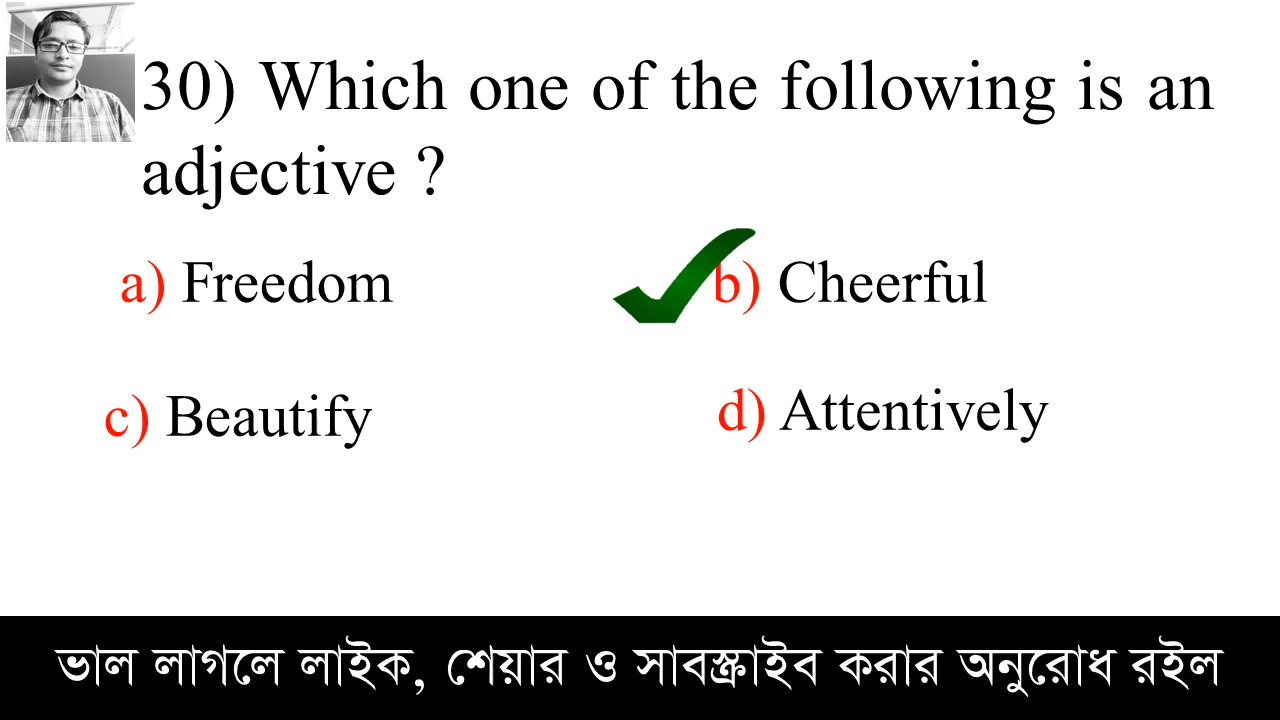 30) Which one of the following is an
adjective ?
a) Freedom
b) Cheerful
c) Beautify
d) Attentively
ভাল লাগলে লাইক, শেয়ার ও সাবস্ক্রাইব করার অনুরোধ রইল